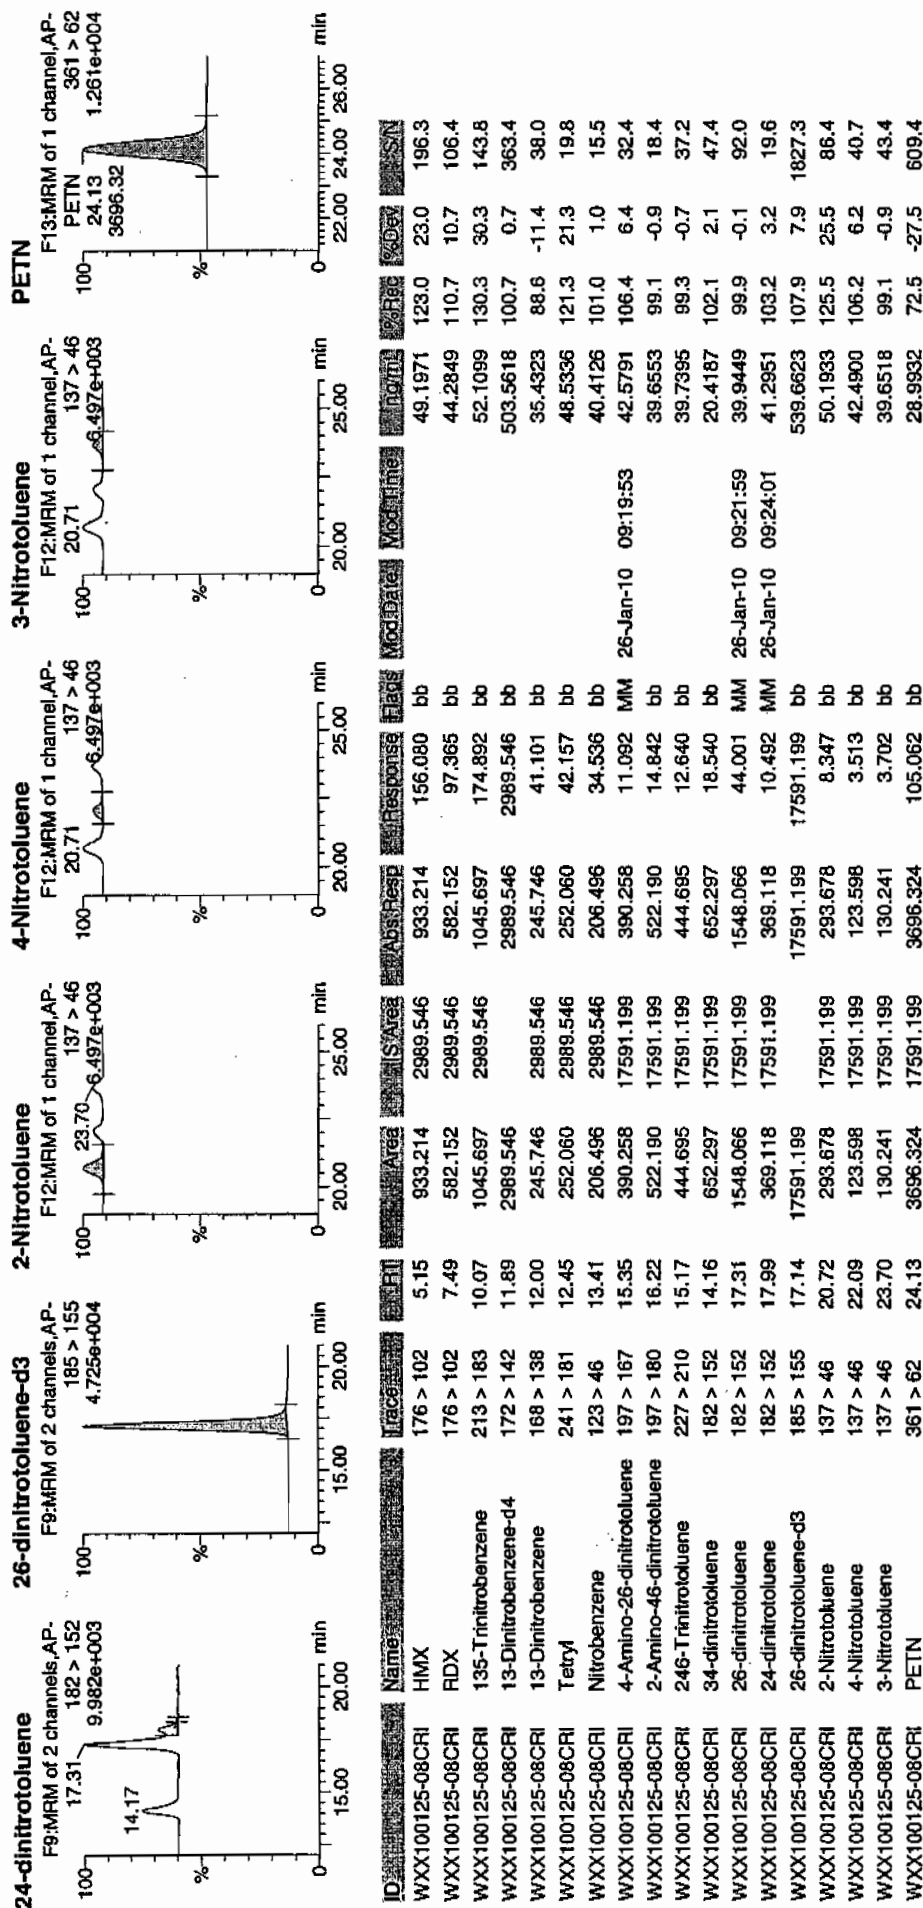 24-dinitrotoluene
F9:MRM of 2 channels,AP-
182 > 152
9.982e+003
17.31
14.17
100
%
0
15.00 20.00 min
26-dinitrotoluene-d3
F9:MRM of 2 channels,AP-
185 > 155
4.725e+004
100
%
0
15.00 20.00 min
2-Nitrotoluene
F12:MRM of 1 channel,AP-
137 > 46
6.497e+003
23.70
100
%
0
20.00 25.00 min
4-Nitrotoluene
F12:MRM of 1 channel,AP-
137 > 46
6.497e+003
20.71
100
%
0
20.00 25.00 min
3-Nitrotoluene
F12:MRM of 1 channel,AP-
137 > 46
6.497e+003
20.71
100
%
0
20.00 25.00 min
PETN
F13:MRM of 1 channel,AP-
361 > 62
1.261e+004
PETN
24.13
3696.32
100
%
0
22.00 24.00 26.00 min
ID Name Trace RT Area IS Area Abs Resp Response Flags Mod.Date Mod.Time ng/mL %Rec %Dev S/N
WXX100125-08CRI HMX 176 > 102 5.15 933.214 2989.546 933.214 156.080 bb 49.1971 123.0 23.0 196.3
WXX100125-08CRI RDX 176 > 102 7.49 582.152 2989.546 582.152 97.365 bb 44.2849 110.7 10.7 106.4
WXX100125-08CRI 135-Trinitrobenzene 213 > 183 10.07 1045.697 2989.546 1045.697 174.892 bb 52.1099 130.3 30.3 143.8
WXX100125-08CRI 13-Dinitrobenzene-d4 172 > 142 11.89 2989.546 2989.546 2989.546 bb 503.5618 100.7 0.7 363.4
WXX100125-08CRI 13-Dinitrobenzene 168 > 138 12.00 245.746 2989.546 245.746 41.101 bb 35.4323 88.6 -11.4 38.0
WXX100125-08CRI Tetryl 241 > 181 12.45 252.060 2989.546 252.060 42.157 bb 48.5336 121.3 21.3 19.8
WXX100125-08CRI Nitrobenzene 123 > 46 13.41 206.496 2989.546 206.496 34.536 bb 40.4126 101.0 1.0 15.5
WXX100125-08CRI 4-Amino-26-dinitrotoluene 197 > 167 15.35 390.258 17591.199 390.258 11.092 MM 26-Jan-10 09:19:53 42.5791 106.4 6.4 32.4
WXX100125-08CRI 2-Amino-46-dinitrotoluene 197 > 180 16.22 522.190 17591.199 522.190 14.842 bb 39.6553 99.1 -0.9 18.4
WXX100125-08CRI 246-Trinitrotoluene 227 > 210 15.17 444.695 17591.199 444.695 12.640 bb 39.7395 99.3 -0.7 37.2
WXX100125-08CRI 34-dinitrotoluene 182 > 152 14.16 652.297 17591.199 652.297 18.540 bb 20.4187 102.1 2.1 47.4
WXX100125-08CRI 26-dinitrotoluene 182 > 152 17.31 1548.066 17591.199 1548.066 44.001 MM 26-Jan-10 09:21:59 39.9449 99.9 -0.1 92.0
WXX100125-08CRI 24-dinitrotoluene 182 > 152 17.99 369.118 17591.199 369.118 10.492 MM 26-Jan-10 09:24:01 41.2951 103.2 3.2 19.6
WXX100125-08CRI 26-dinitrotoluene-d3 185 > 155 17.14 17591.199 17591.199 17591.199 bb 539.6623 107.9 7.9 1827.3
WXX100125-08CRI 2-Nitrotoluene 137 > 46 20.72 293.678 17591.199 293.678 8.347 bb 50.1933 125.5 25.5 86.4
WXX100125-08CRI 4-Nitrotoluene 137 > 46 22.09 123.598 17591.199 123.598 3.513 bb 42.4900 106.2 6.2 40.7
WXX100125-08CRI 3-Nitrotoluene 137 > 46 23.70 130.241 17591.199 130.241 3.702 bb 39.6518 99.1 -0.9 43.4
WXX100125-08CRI PETN 361 > 62 24.13 3696.324 17591.199 3696.324 105.062 bb 28.9932 72.5 -27.5 609.4